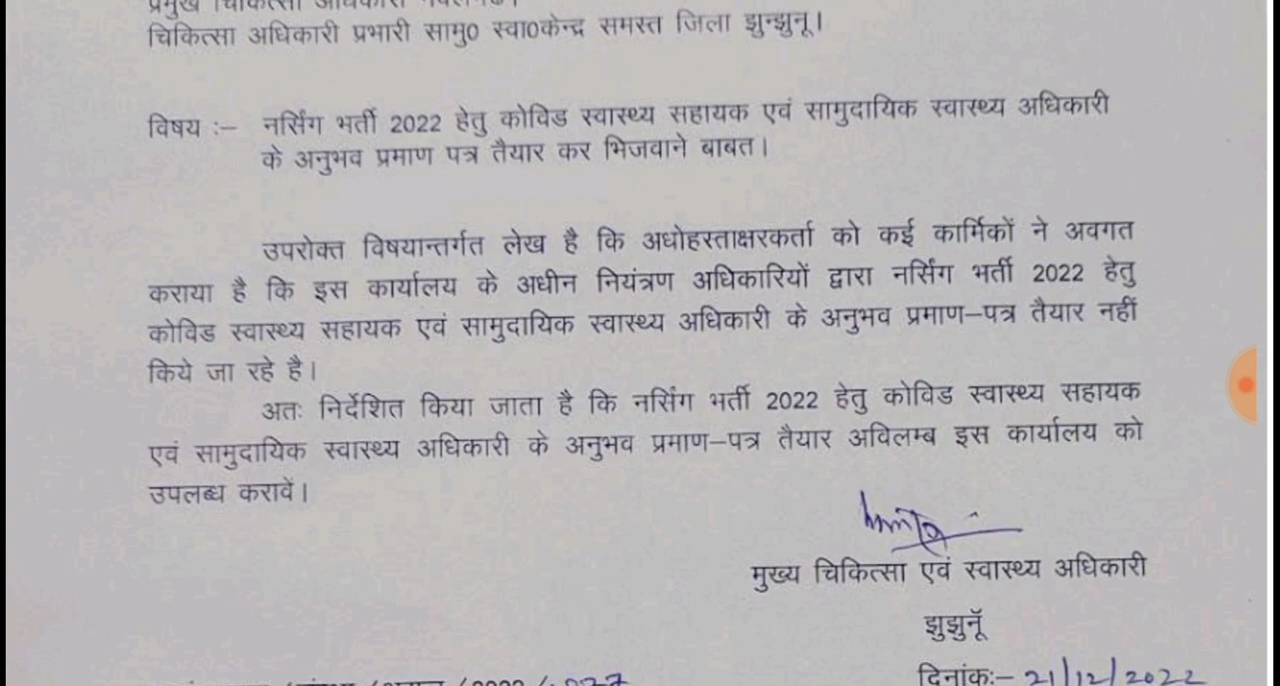 प्रमुख चिकित्सा अधिकारी
चिकित्सा अधिकारी प्रभारी सामु0 स्वा0केन्द्र समस्त जिला झुन्झुनू।
विषय :– नर्सिंग भर्ती 2022 हेतु कोविड स्वास्थ्य सहायक एवं सामुदायिक स्वास्थ्य अधिकारी
के अनुभव प्रमाण पत्र तैयार कर भिजवाने बाबत।
उपरोक्त विषयान्तर्गत लेख है कि अधोहस्ताक्षरकर्ता को कई कार्मिकों ने अवगत
कराया है कि इस कार्यालय के अधीन नियंत्रण अधिकारियों द्वारा नर्सिंग भर्ती 2022 हेतु
कोविड स्वास्थ्य सहायक एवं सामुदायिक स्वास्थ्य अधिकारी के अनुभव प्रमाण–पत्र तैयार नहीं
किये जा रहे है।
अतः निर्देशित किया जाता है कि नर्सिंग भर्ती 2022 हेतु कोविड स्वास्थ्य सहायक
एवं सामुदायिक स्वास्थ्य अधिकारी के अनुभव प्रमाण–पत्र तैयार अविलम्ब इस कार्यालय को
उपलब्ध करावें।
मुख्य चिकित्सा एवं स्वास्थ्य अधिकारी
झुझुनूॅ
दिनांकः– 21/12/2022